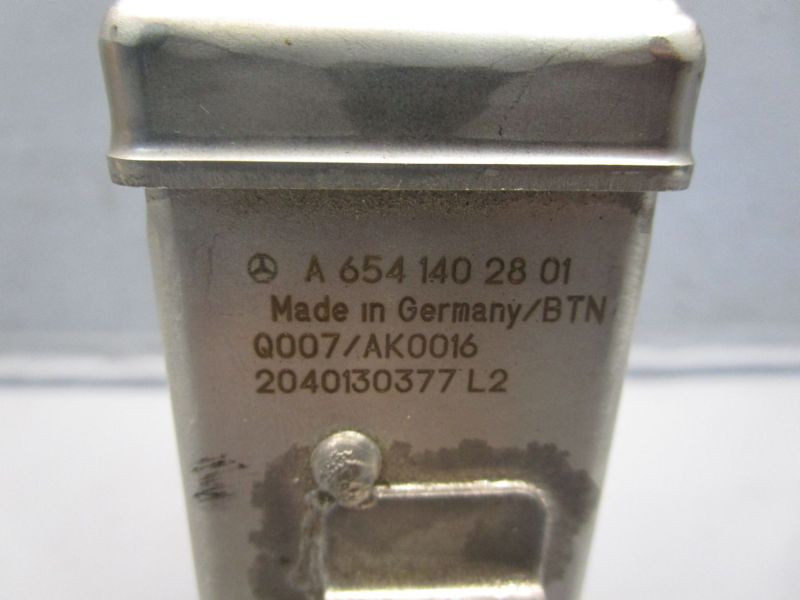 A 654 140 28 01
Made in Germany/BTN
Q007/AK0016
2040130377 L2